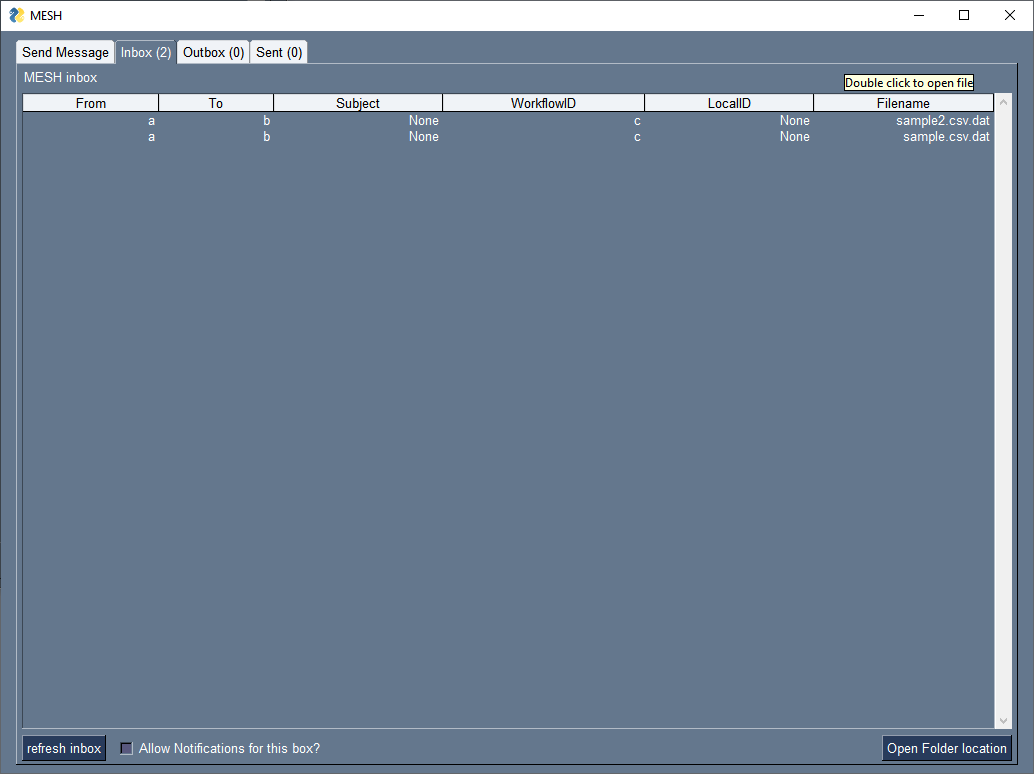 MESH
Send Message Inbox (2) Outbox (0) Sent (0)
MESH inbox
Double click to open file
From To Subject WorkflowID LocalID Filename
a b None c None sample2.csv.dat
a b None c None sample.csv.dat
refresh inbox Allow Notifications for this box? Open Folder location